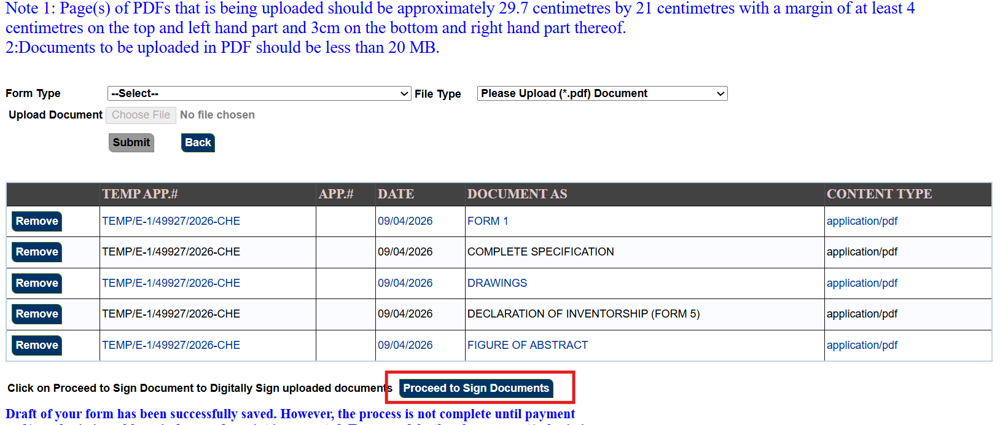 Note 1: Page(s) of PDFs that is being uploaded should be approximately 29.7 centimetres by 21 centimetres with a margin of at least 4
centimetres on the top and left hand part and 3cm on the bottom and right hand part thereof.
2:Documents to be uploaded in PDF should be less than 20 MB.
Form Type --Select-- File Type Please Upload (*.pdf) Document
Upload Document Choose File No file chosen
Submit Back
TEMP APP.# APP.# DATE DOCUMENT AS CONTENT TYPE
Remove TEMP/E-1/49927/2026-CHE 09/04/2026 FORM 1 application/pdf
Remove TEMP/E-1/49927/2026-CHE 09/04/2026 COMPLETE SPECIFICATION application/pdf
Remove TEMP/E-1/49927/2026-CHE 09/04/2026 DRAWINGS application/pdf
Remove TEMP/E-1/49927/2026-CHE 09/04/2026 DECLARATION OF INVENTORSHIP (FORM 5) application/pdf
Remove TEMP/E-1/49927/2026-CHE 09/04/2026 FIGURE OF ABSTRACT application/pdf
Click on Proceed to Sign Document to Digitally Sign uploaded documents Proceed to Sign Documents
Draft of your form has been successfully saved. However, the process is not complete until payment